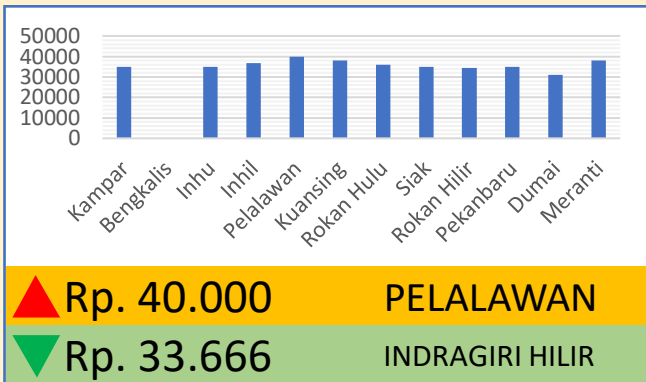 50000
40000
30000
20000
10000
0
Kampar
Bengkalis
Inhu
Inhil
Pelalawan
Kuansing
Rokan Hulu
Siak
Rokan Hilir
Pekanbaru
Dumai
Meranti
Rp. 40.000 PELALAWAN
Rp. 33.666 INDRAGIRI HILIR